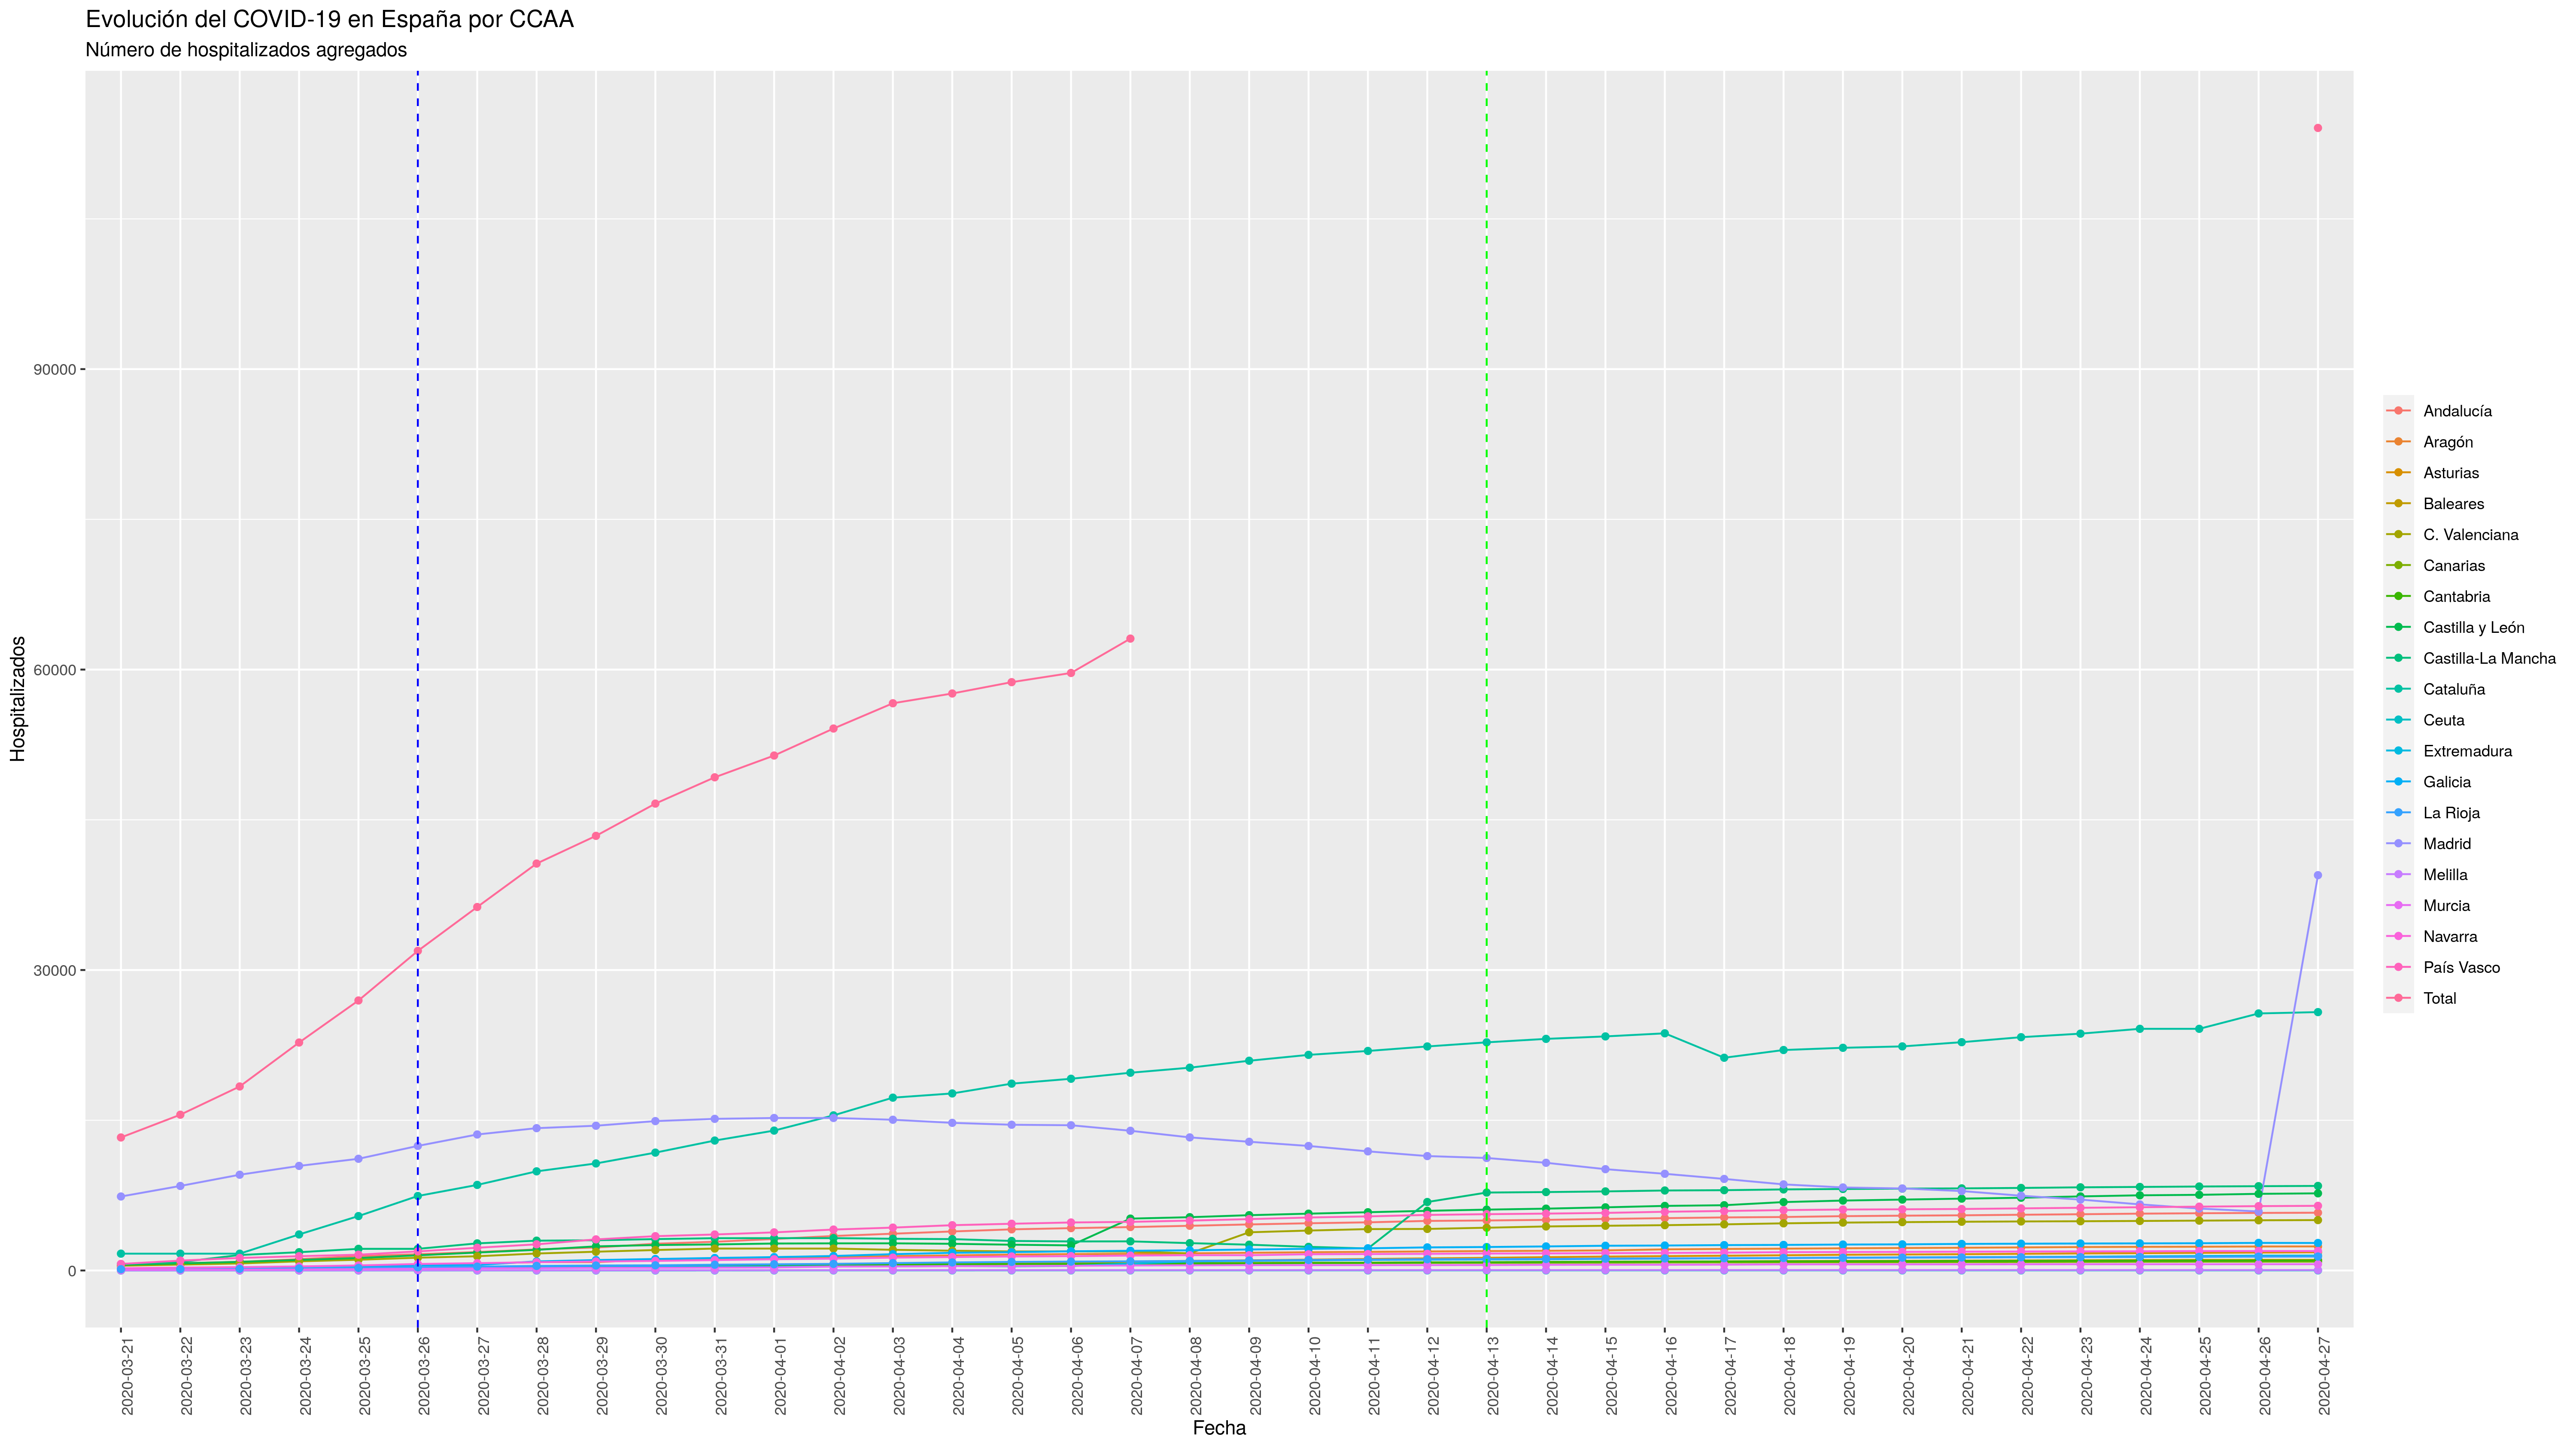 Evolución del COVID-19 en España por CCAA
Número de hospitalizados agregados
Hospitalizados
90000
60000
30000
0
2020-03-21
2020-03-22
2020-03-23
2020-03-24
2020-03-25
2020-03-26
2020-03-27
2020-03-28
2020-03-29
2020-03-30
2020-03-31
2020-04-01
2020-04-02
2020-04-03
2020-04-04
2020-04-05
2020-04-06
2020-04-07
2020-04-08
2020-04-09
2020-04-10
2020-04-11
2020-04-12
2020-04-13
2020-04-14
2020-04-15
2020-04-16
2020-04-17
2020-04-18
2020-04-19
2020-04-20
2020-04-21
2020-04-22
2020-04-23
2020-04-24
2020-04-25
2020-04-26
2020-04-27
Fecha
Andalucía
Aragón
Asturias
Baleares
C. Valenciana
Canarias
Cantabria
Castilla y León
Castilla-La Mancha
Cataluña
Ceuta
Extremadura
Galicia
La Rioja
Madrid
Melilla
Murcia
Navarra
País Vasco
Total